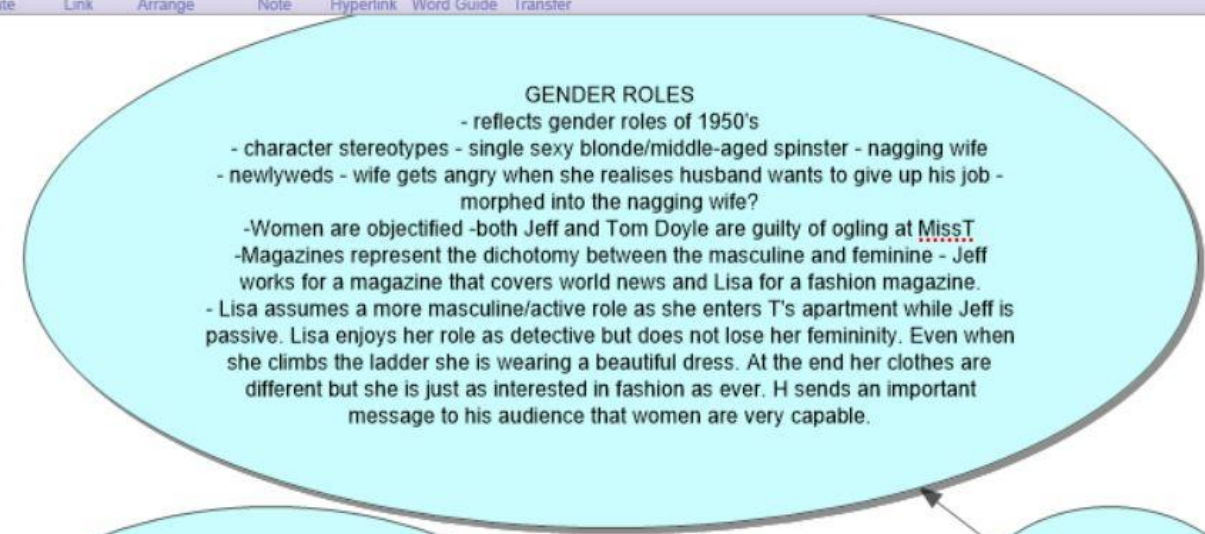 Link Arrange Note Hyperlink Word Guide Transfer
GENDER ROLES
- reflects gender roles of 1950's
- character stereotypes - single sexy blonde/middle-aged spinster - nagging wife
- newlyweds - wife gets angry when she realises husband wants to give up his job -
morphed into the nagging wife?
-Women are objectified -both Jeff and Tom Doyle are guilty of ogling at MissT
-Magazines represent the dichotomy between the masculine and feminine - Jeff
works for a magazine that covers world news and Lisa for a fashion magazine.
- Lisa assumes a more masculine/active role as she enters T's apartment while Jeff is
passive. Lisa enjoys her role as detective but does not lose her femininity. Even when
she climbs the ladder she is wearing a beautiful dress. At the end her clothes are
different but she is just as interested in fashion as ever. H sends an important
message to his audience that women are very capable.